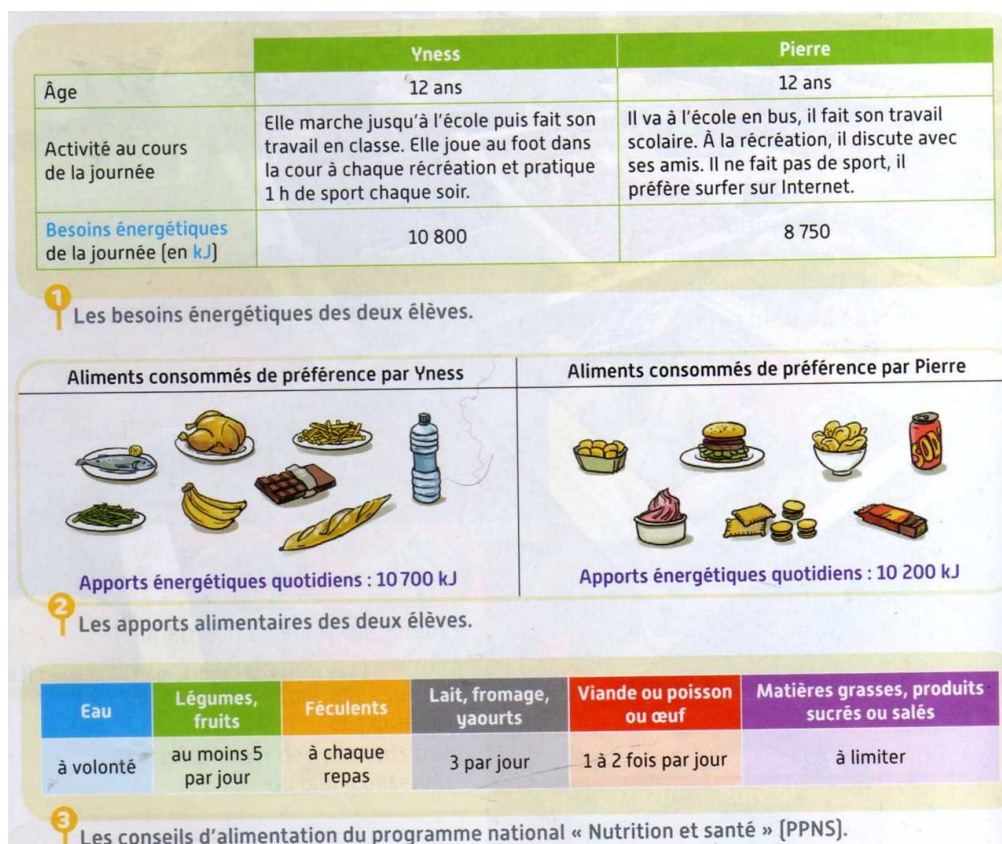 Yness
Pierre
Âge
12 ans
12 ans
Activité au cours
de la journée
Elle marche jusqu'à l'école puis fait son
travail en classe. Elle joue au foot dans
la cour à chaque récréation et pratique
1 h de sport chaque soir.
Il va à l'école en bus, il fait son travail
scolaire. À la récréation, il discute avec
ses amis. Il ne fait pas de sport, il
préfère surfer sur Internet.
Besoins énergétiques
de la journée (en kJ)
10 800
8 750
1
Les besoins énergétiques des deux élèves.
Aliments consommés de préférence par Yness
Aliments consommés de préférence par Pierre
SODA
Apports énergétiques quotidiens : 10 700 kJ
Apports énergétiques quotidiens : 10 200 kJ
2
Les apports alimentaires des deux élèves.
Eau
Légumes,
fruits
Féculents
Lait, fromage,
yaourts
Viande ou poisson
ou œuf
Matières grasses, produits
sucrés ou salés
à volonté
au moins 5
par jour
à chaque
repas
3 par jour
1 à 2 fois par jour
à limiter
3
Les conseils d'alimentation du programme national « Nutrition et santé » (PPNS).